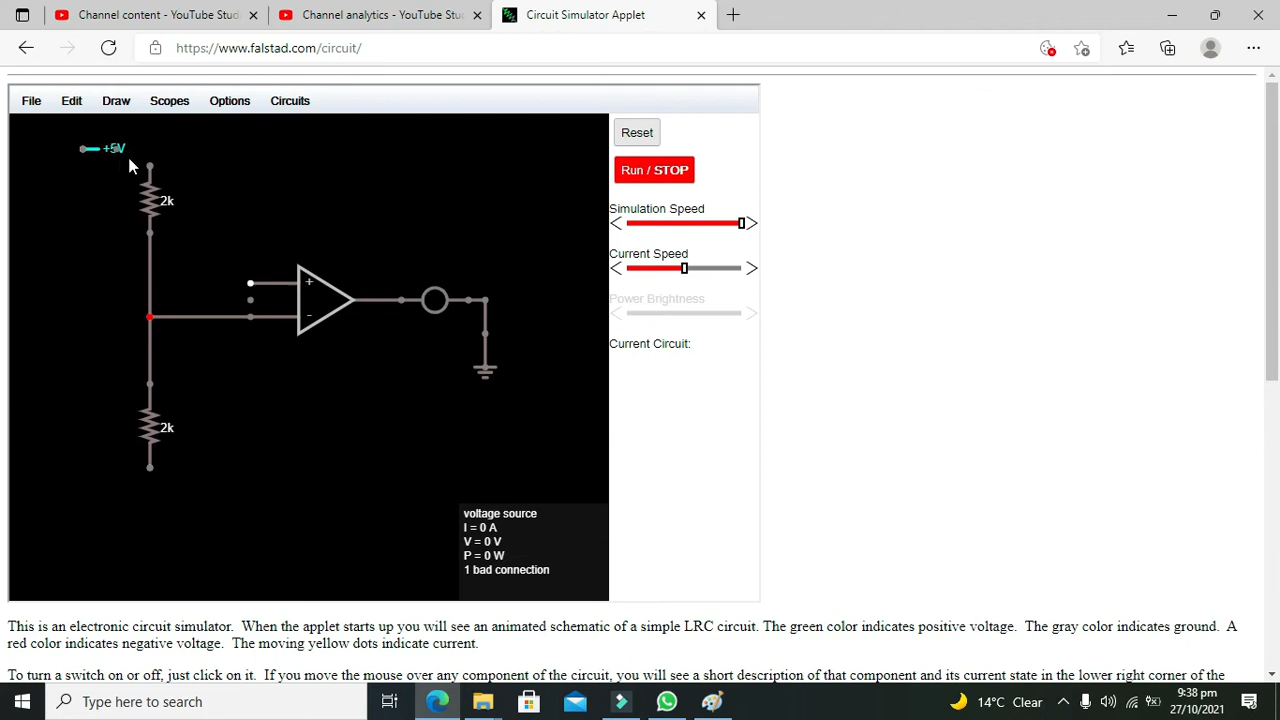 Channel content - YouTube Stud
Channel analytics - YouTube Stu
Circuit Simulator Applet
https://www.falstad.com/circuit/
File Edit Draw Scopes Options Circuits
Reset
+5V
Run / STOP
2k
Simulation Speed
Current Speed
+
Power Brightness
-
Current Circuit:
2k
voltage source
I = 0 A
V = 0 V
P = 0 W
1 bad connection
This is an electronic circuit simulator. When the applet starts up you will see an animated schematic of a simple LRC circuit. The green color indicates positive voltage. The gray color indicates ground. A
red color indicates negative voltage. The moving yellow dots indicate current.
To turn a switch on or off, just click on it. If you move the mouse over any component of the circuit, you will see a short description of that component and its current state in the lower right corner of the
Type here to search
14°C Clear
9:38 pm
27/10/2021